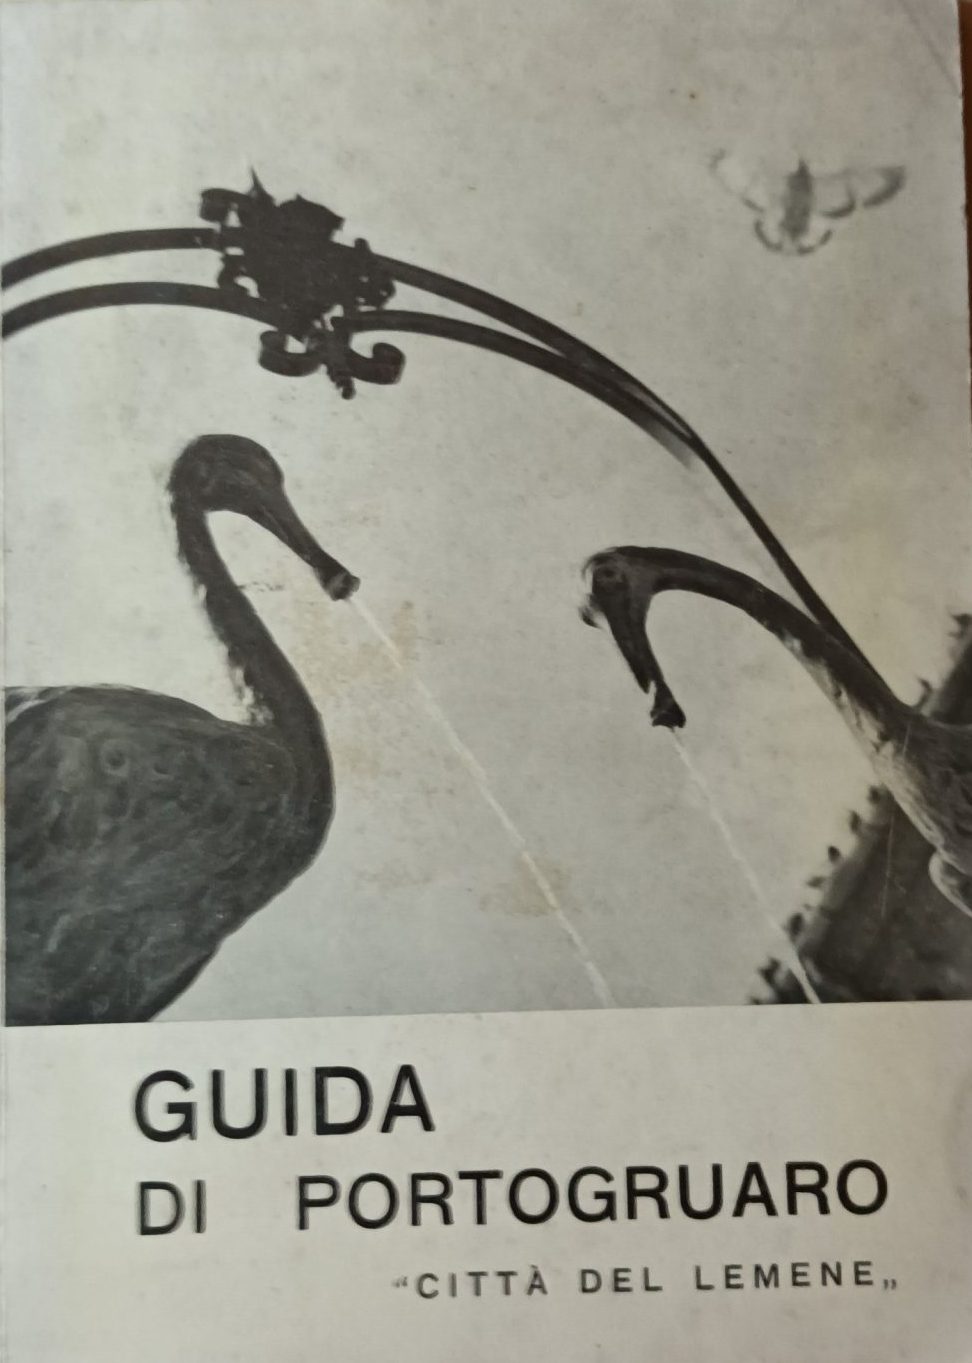 GUIDA
DI PORTOGRUARO
“CITTÀ DEL LEMENE„